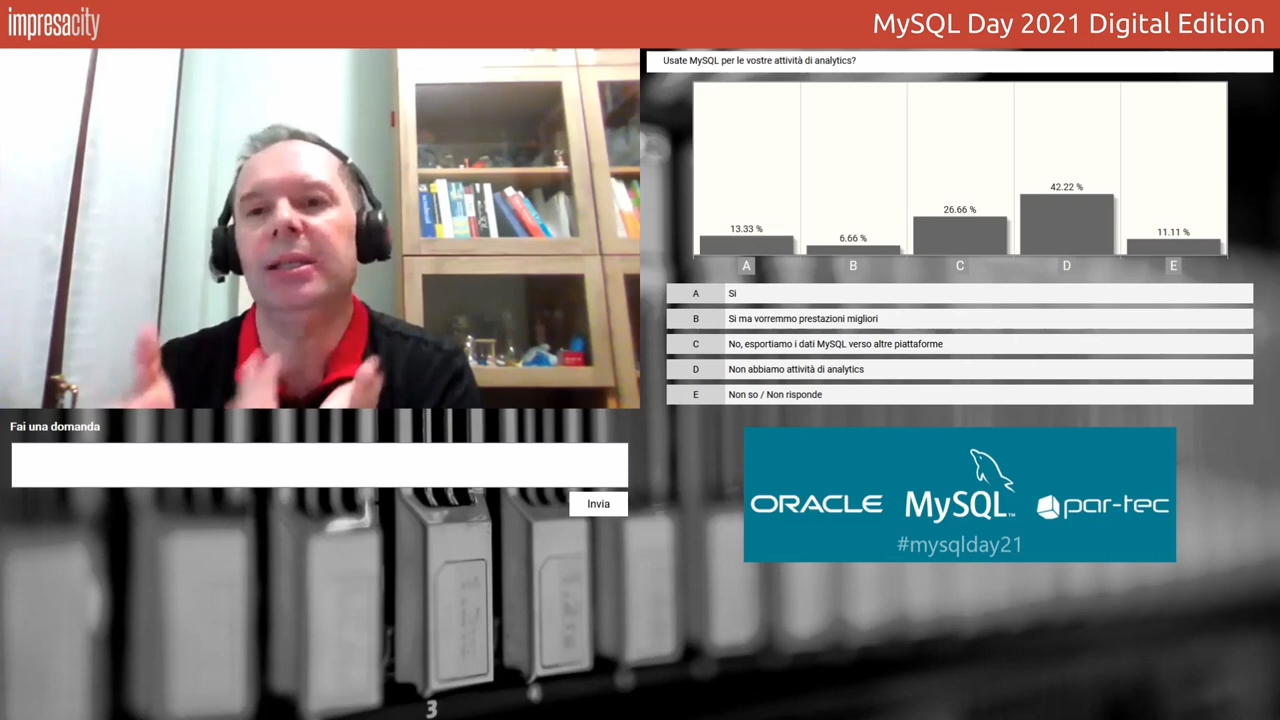 impresacity
MySQL Day 2021 Digital Edition
Usate MySQL per le vostre attività di analytics?
13.33 %
6.66 %
26.66 %
42.22 %
11.11 %
A
B
C
D
E
A Si
B Si ma vorremmo prestazioni migliori
C No, esportiamo i dati MySQL verso altre piattaforme
D Non abbiamo attività di analytics
E Non so / Non risponde
Fai una domanda
Invia
ORACLE MySQL™ par-tec
#mysqlday21
3
4